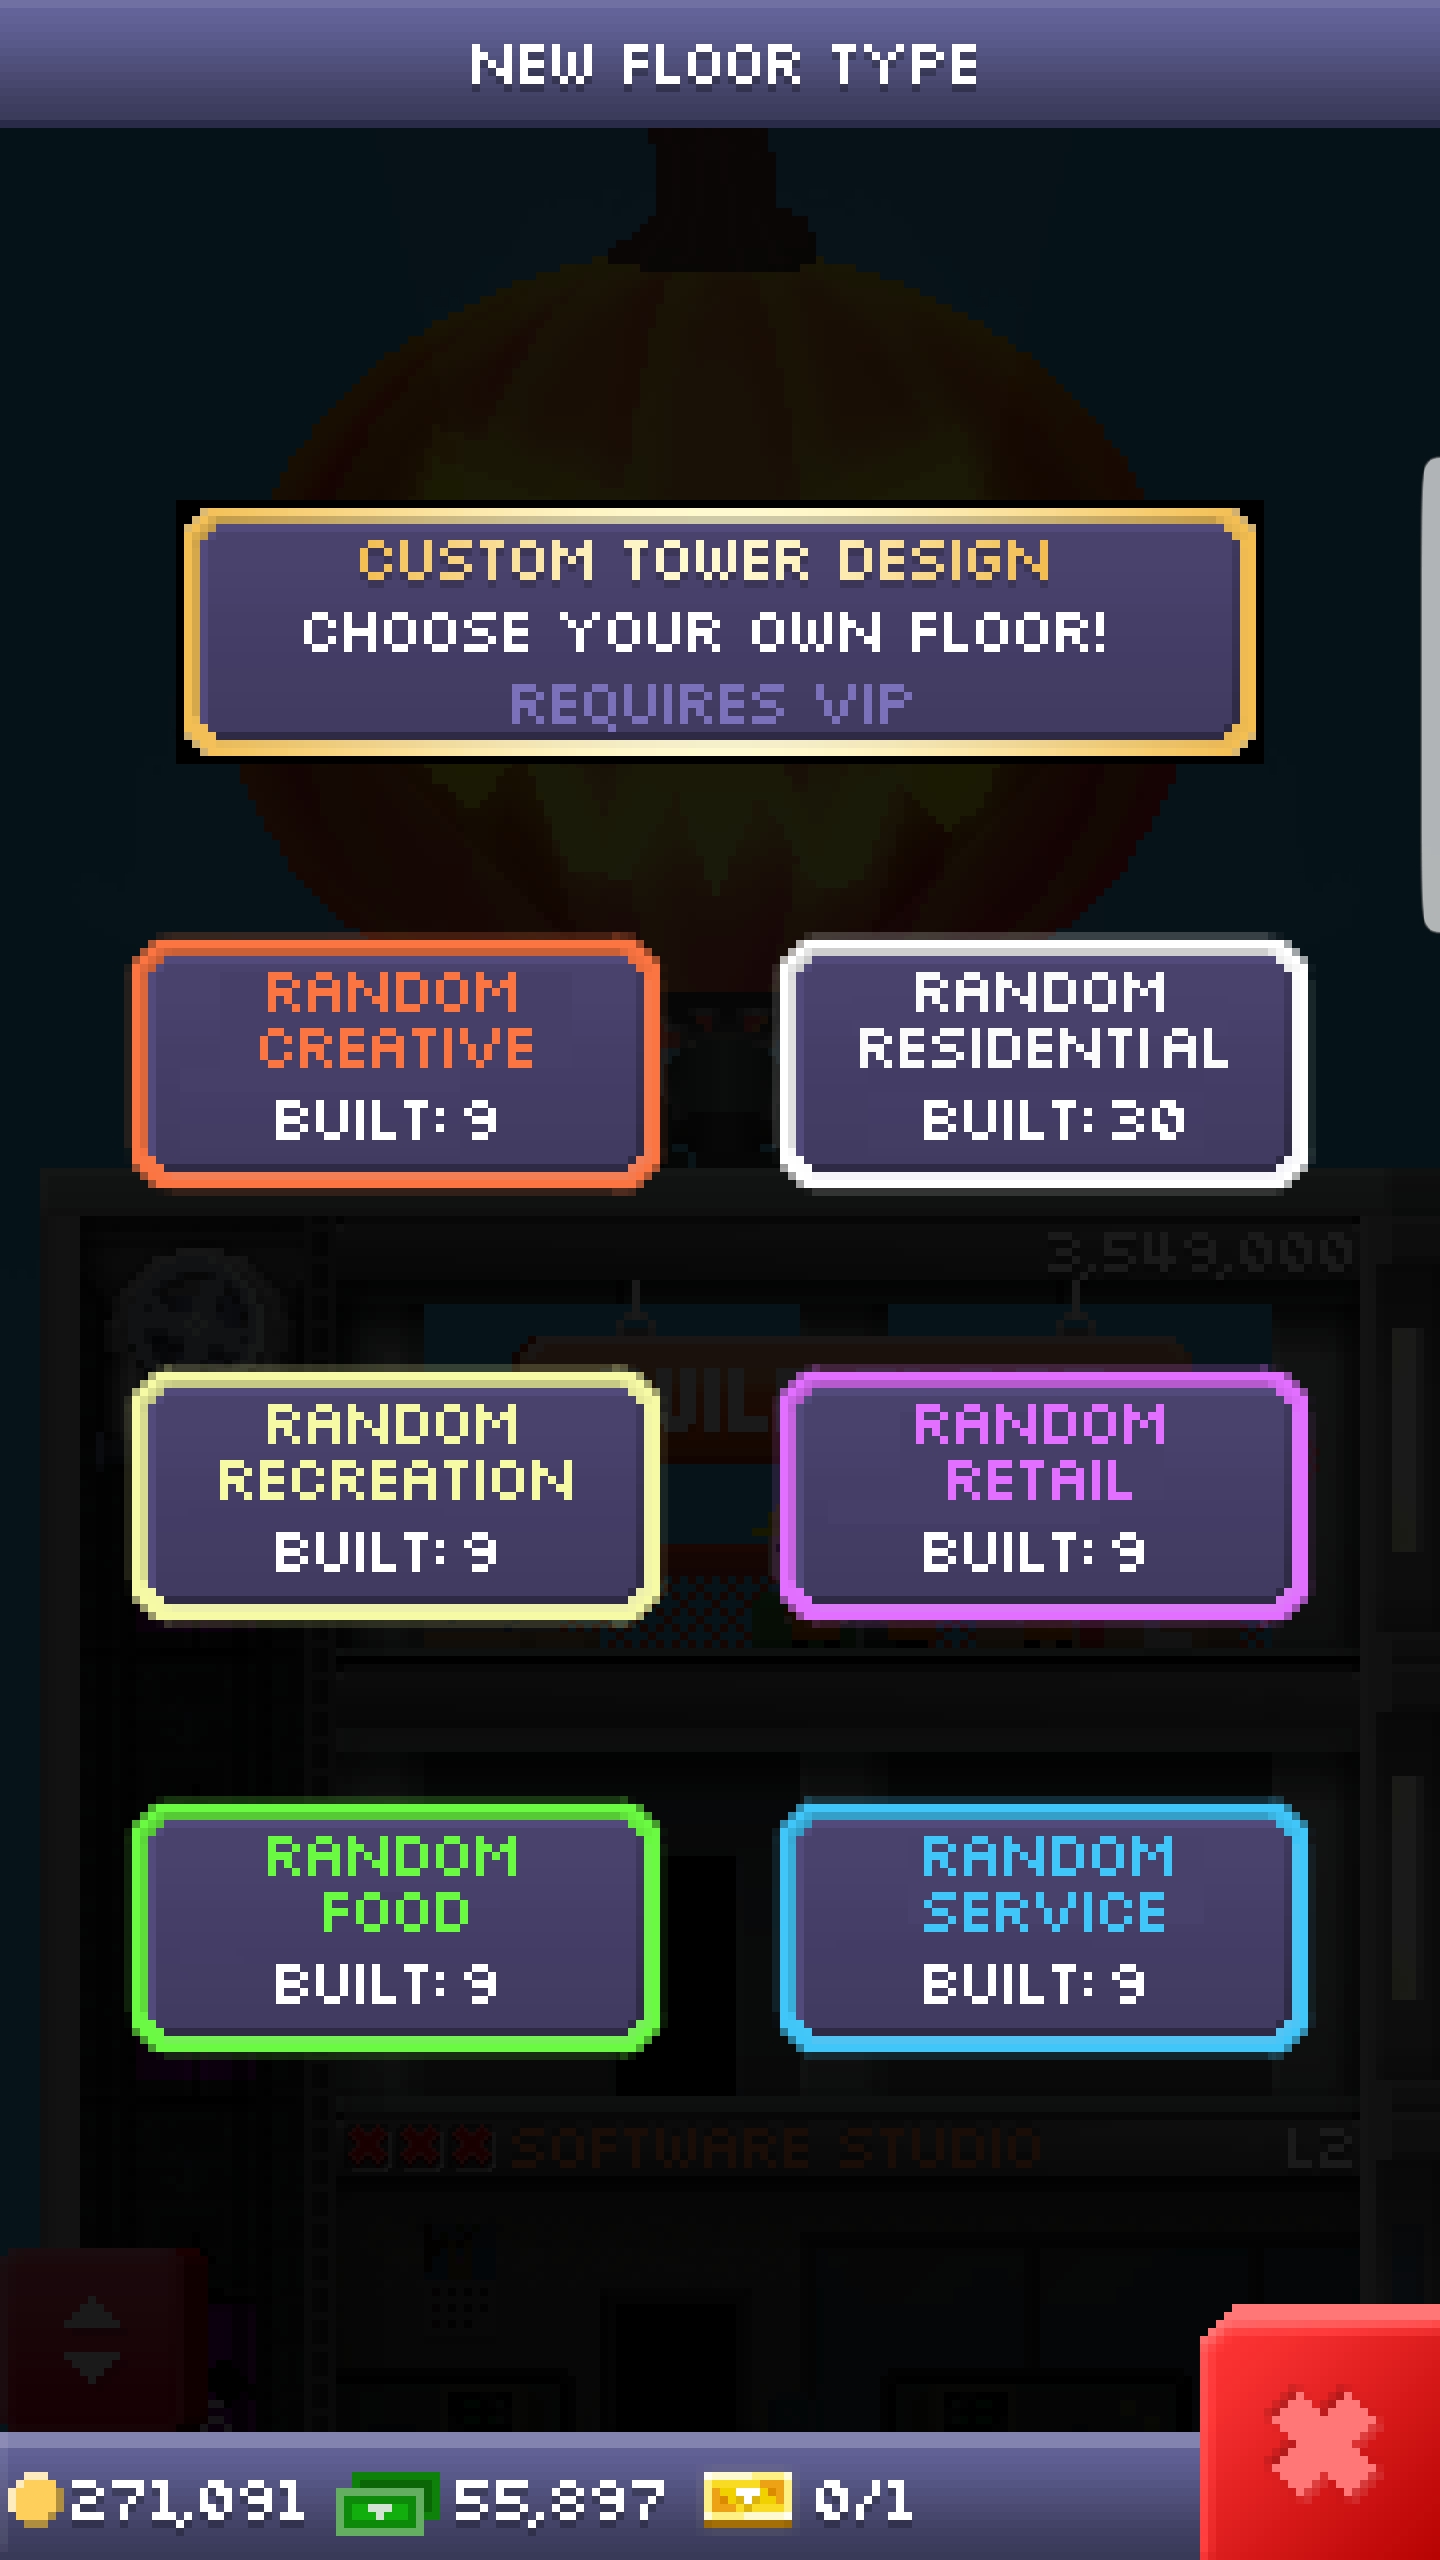 NEW FLOOR TYPE
CUSTOM TOWER DESIGN
CHOOSE YOUR OWN FLOOR!
REQUIRES VIP
RANDOM
CREATIVE
BUILT: 9
RANDOM
RESIDENTIAL
BUILT: 30
3,549,000
RANDOM
RECREATION
BUILT: 9
RANDOM
RETAIL
BUILT: 9
RANDOM
FOOD
BUILT: 9
RANDOM
SERVICE
BUILT: 9
SOFTWARE STUDIO L2
271,091 55,897 0/1